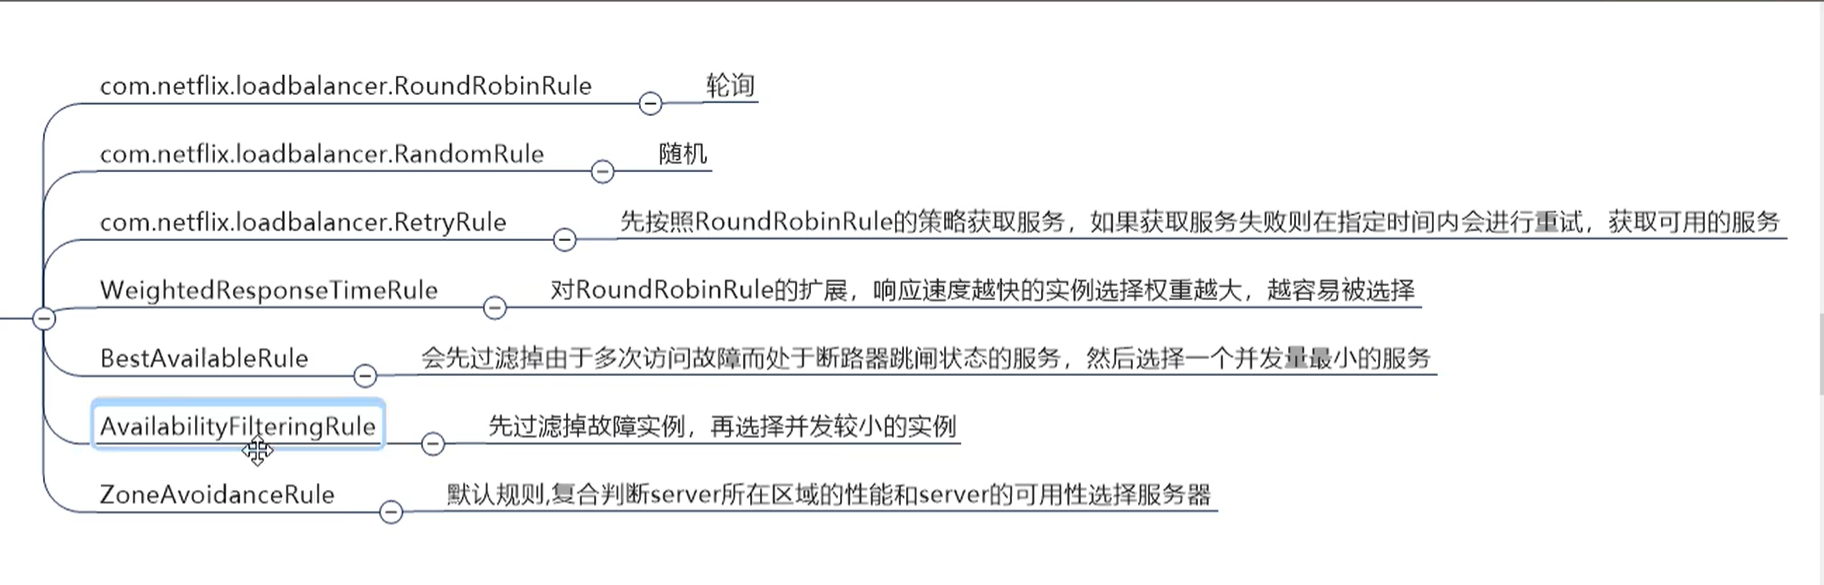 com.netflix.loadbalancer.RoundRobinRule 轮询
com.netflix.loadbalancer.RandomRule 随机
com.netflix.loadbalancer.RetryRule 先按照RoundRobinRule的策略获取服务，如果获取服务失败则在指定时间内会进行重试，获取可用的服务
WeightedResponseTimeRule 对RoundRobinRule的扩展，响应速度越快的实例选择权重越大，越容易被选择
BestAvailableRule 会先过滤掉由于多次访问故障而处于断路器跳闸状态的服务，然后选择一个并发量最小的服务
AvailabilityFilteringRule 先过滤掉故障实例，再选择并发较小的实例
ZoneAvoidanceRule 默认规则,复合判断server所在区域的性能和server的可用性选择服务器